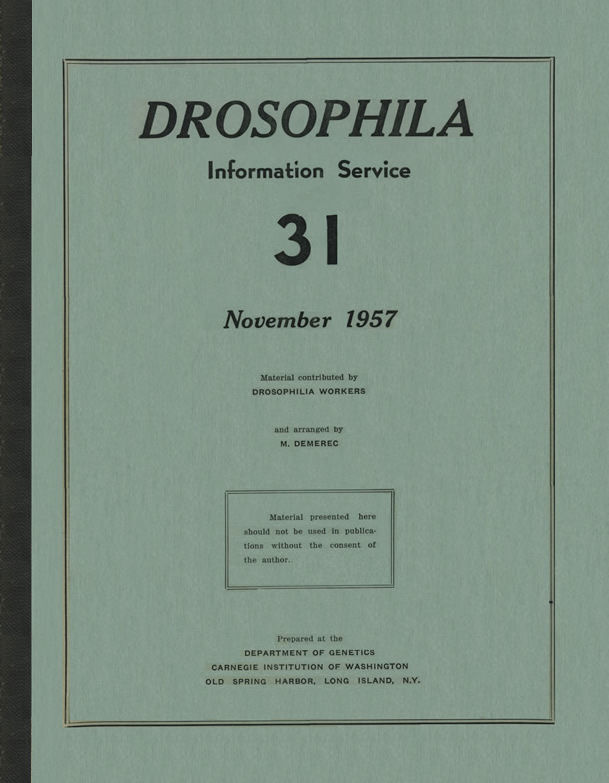 DROSOPHILA
Information Service
31
November 1957
Material contributed by
DROSOPHILIA WORKERS
and arranged by
M. DEMEREC
Material presented here
should not be used in publica-
tions without the consent of
the author.
Prepared at the
DEPARTMENT OF GENETICS
CARNEGIE INSTITUTION OF WASHINGTON
OLD SPRING HARBOR, LONG ISLAND, N.Y.